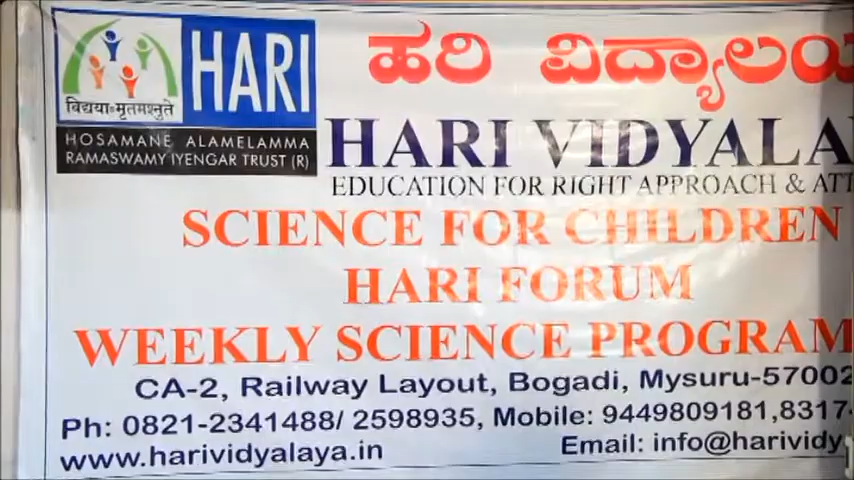 विद्यया s मृतमश्नुते
HARI
HOSAMANE ALAMELAMMA
RAMASWAMY IYENGAR TRUST (R)
ಹರಿ ವಿದ್ಯಾಲಯ
HARI VIDYALA
EDUCATION FOR RIGHT APPROACH & ATT
SCIENCE FOR CHILDREN,
HARI FORUM
WEEKLY SCIENCE PROGRAM
CA-2, Railway Layout, Bogadi, Mysuru-57002
Ph: 0821-2341488/ 2598935, Mobile: 9449809181,8317
www.harividyalaya.in
Email: info@harividy